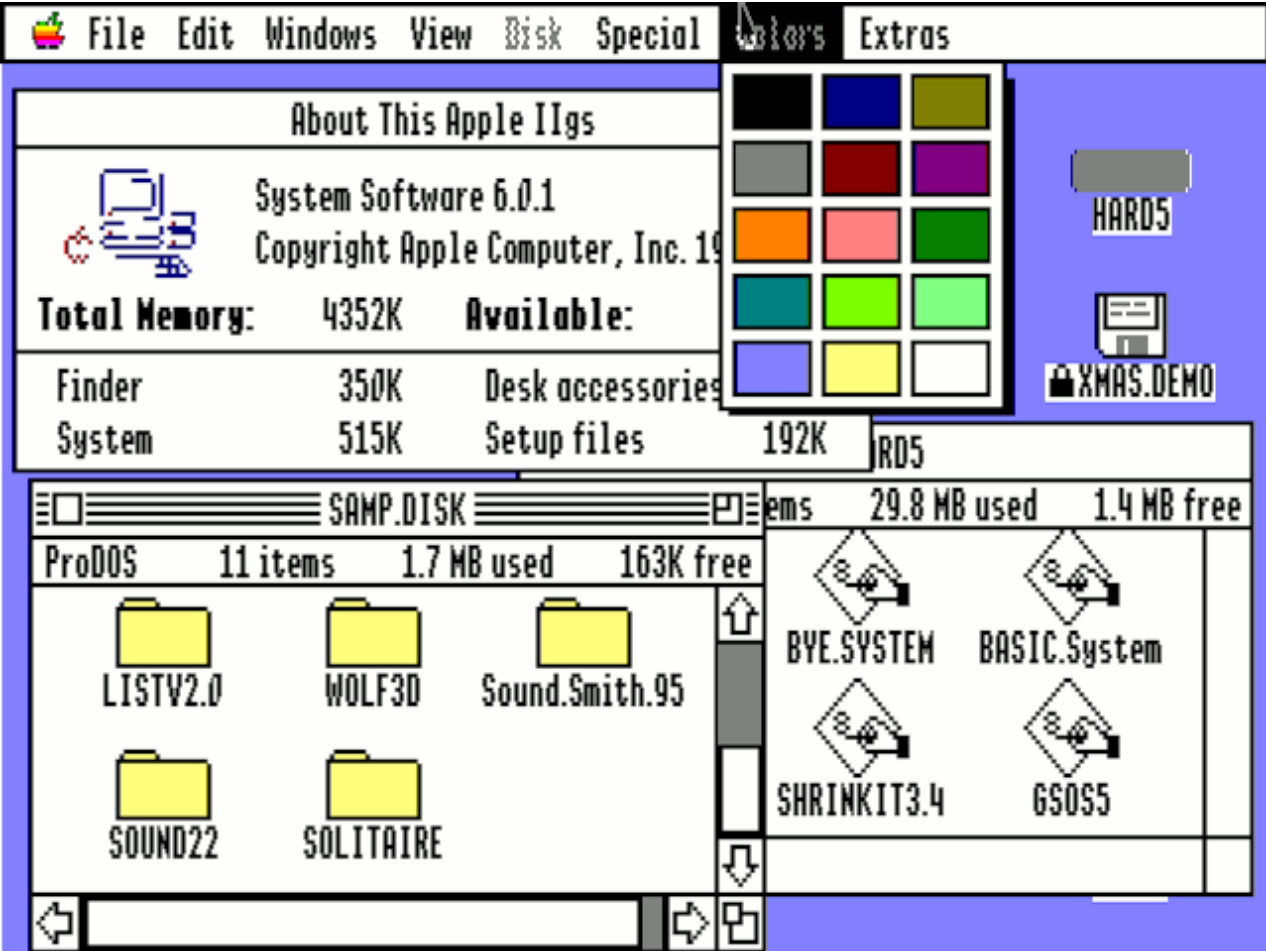 File Edit Windows View Disk Special Colors Extras
About This Apple IIgs
System Software 6.0.1
Copyright Apple Computer, Inc. 19
Total Memory: 4352K Available:
Finder 350K Desk accessories
System 515K Setup files 192K
HARD5
XMAS.DEMO
RD5
ems 29.8 MB used 1.4 MB free
BYE.SYSTEM BASIC.System
SHRINKIT3.4 GSOS5
SAMP.DISK
ProDOS 11 items 1.7 MB used 163K free
LISTV2.0 WOLF3D Sound.Smith.95
SOUND22 SOLITAIRE